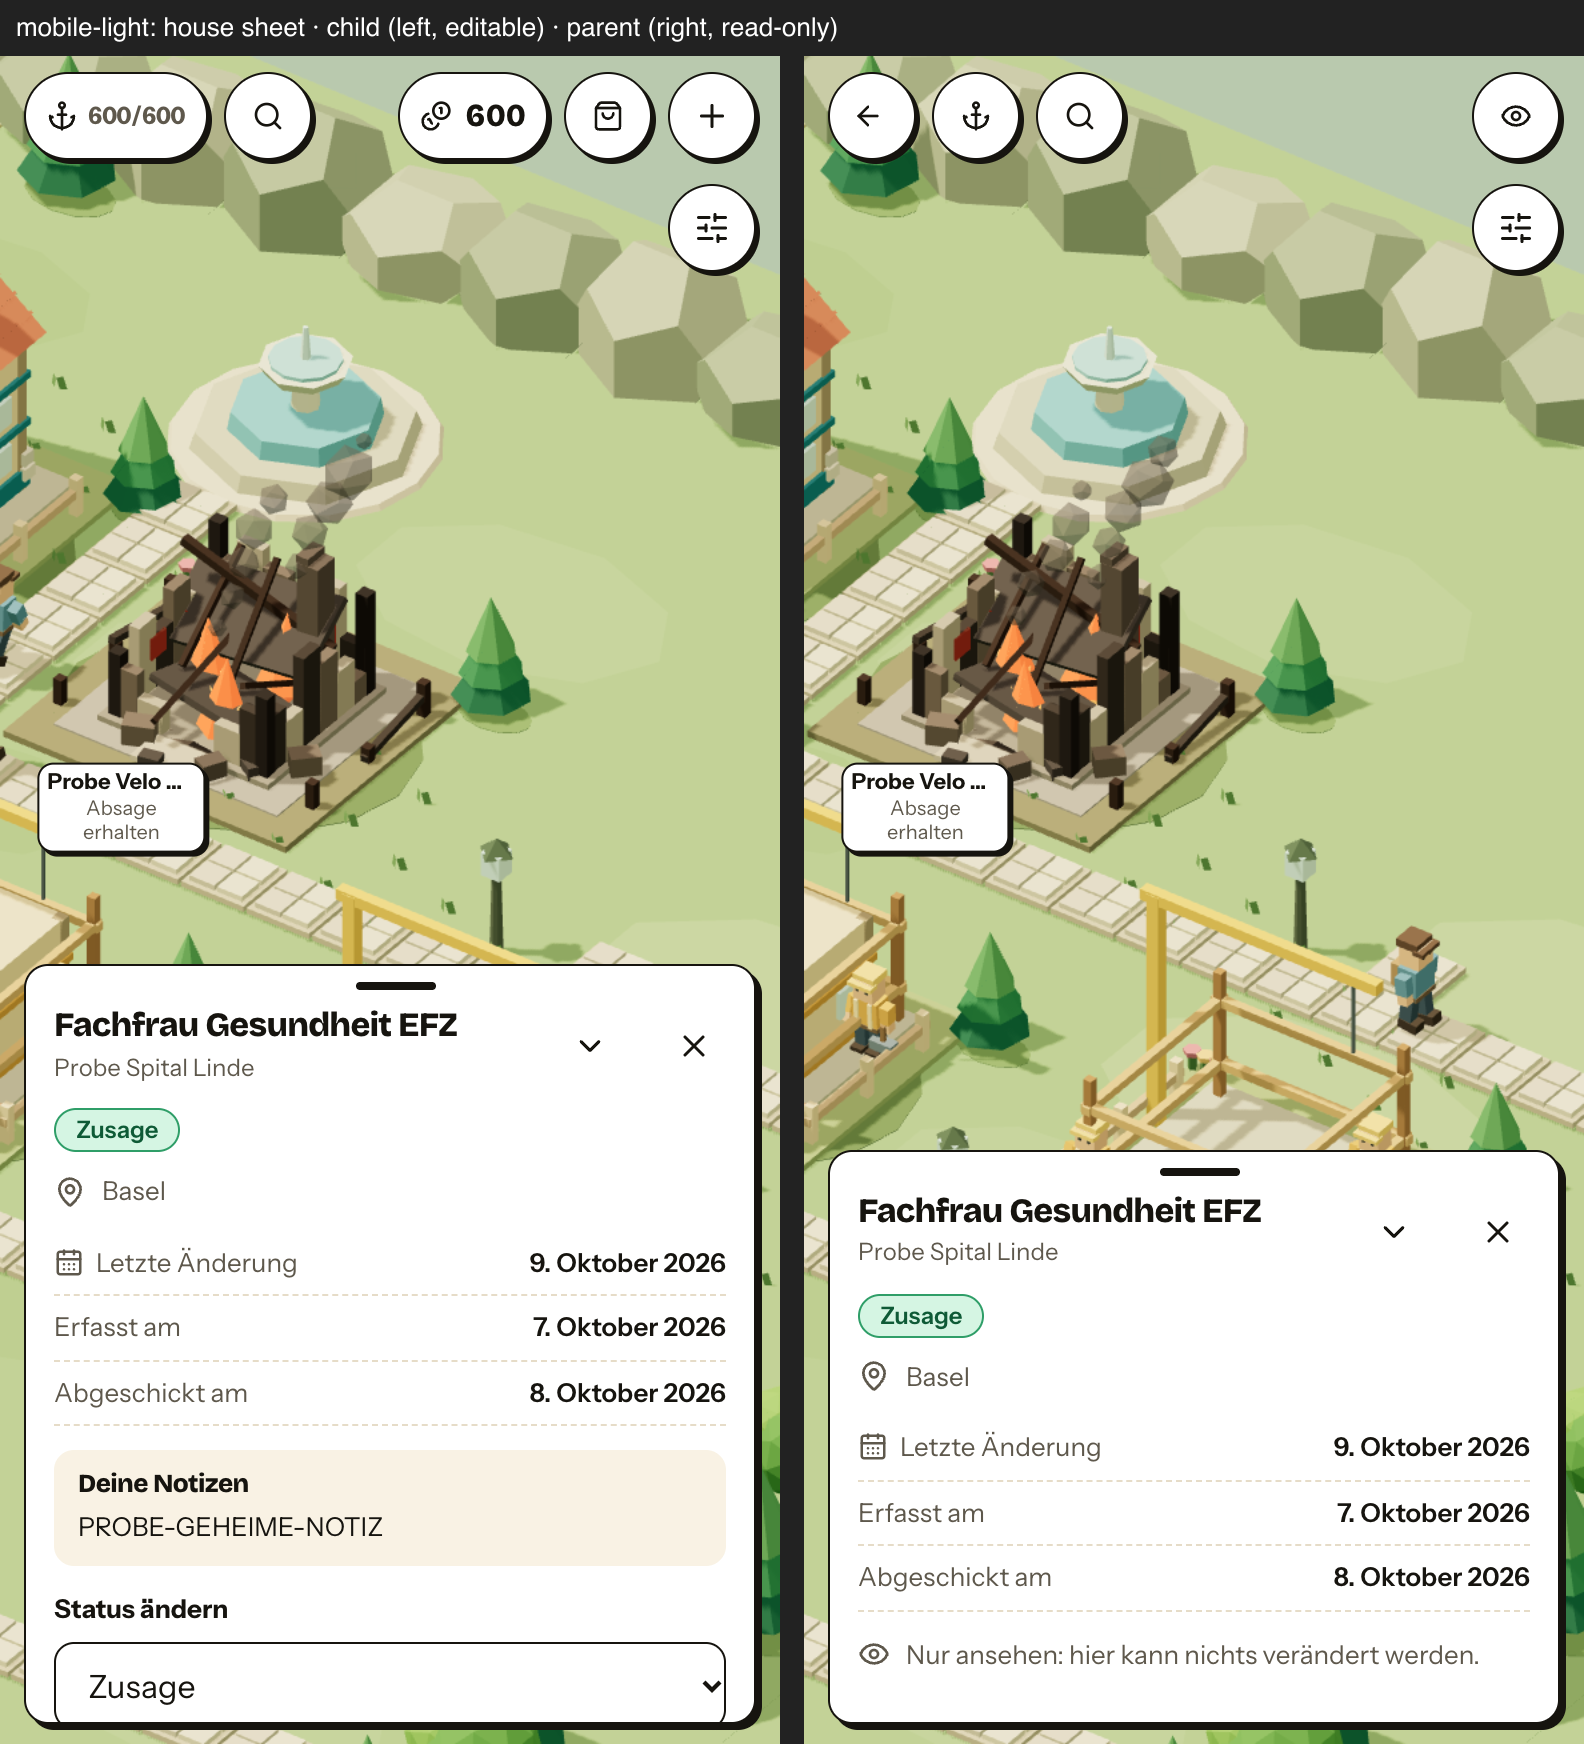 mobile-light: house sheet · child (left, editable) · parent (right, read-only)
600/600
600
Probe Velo ...
Absage
erhalten
Fachfrau Gesundheit EFZ
Probe Spital Linde
Zusage
Basel
Letzte Änderung 9. Oktober 2026
Erfasst am 7. Oktober 2026
Abgeschickt am 8. Oktober 2026
Deine Notizen
PROBE-GEHEIME-NOTIZ
Status ändern
Zusage
Probe Velo ...
Absage
erhalten
Fachfrau Gesundheit EFZ
Probe Spital Linde
Zusage
Basel
Letzte Änderung 9. Oktober 2026
Erfasst am 7. Oktober 2026
Abgeschickt am 8. Oktober 2026
Nur ansehen: hier kann nichts verändert werden.